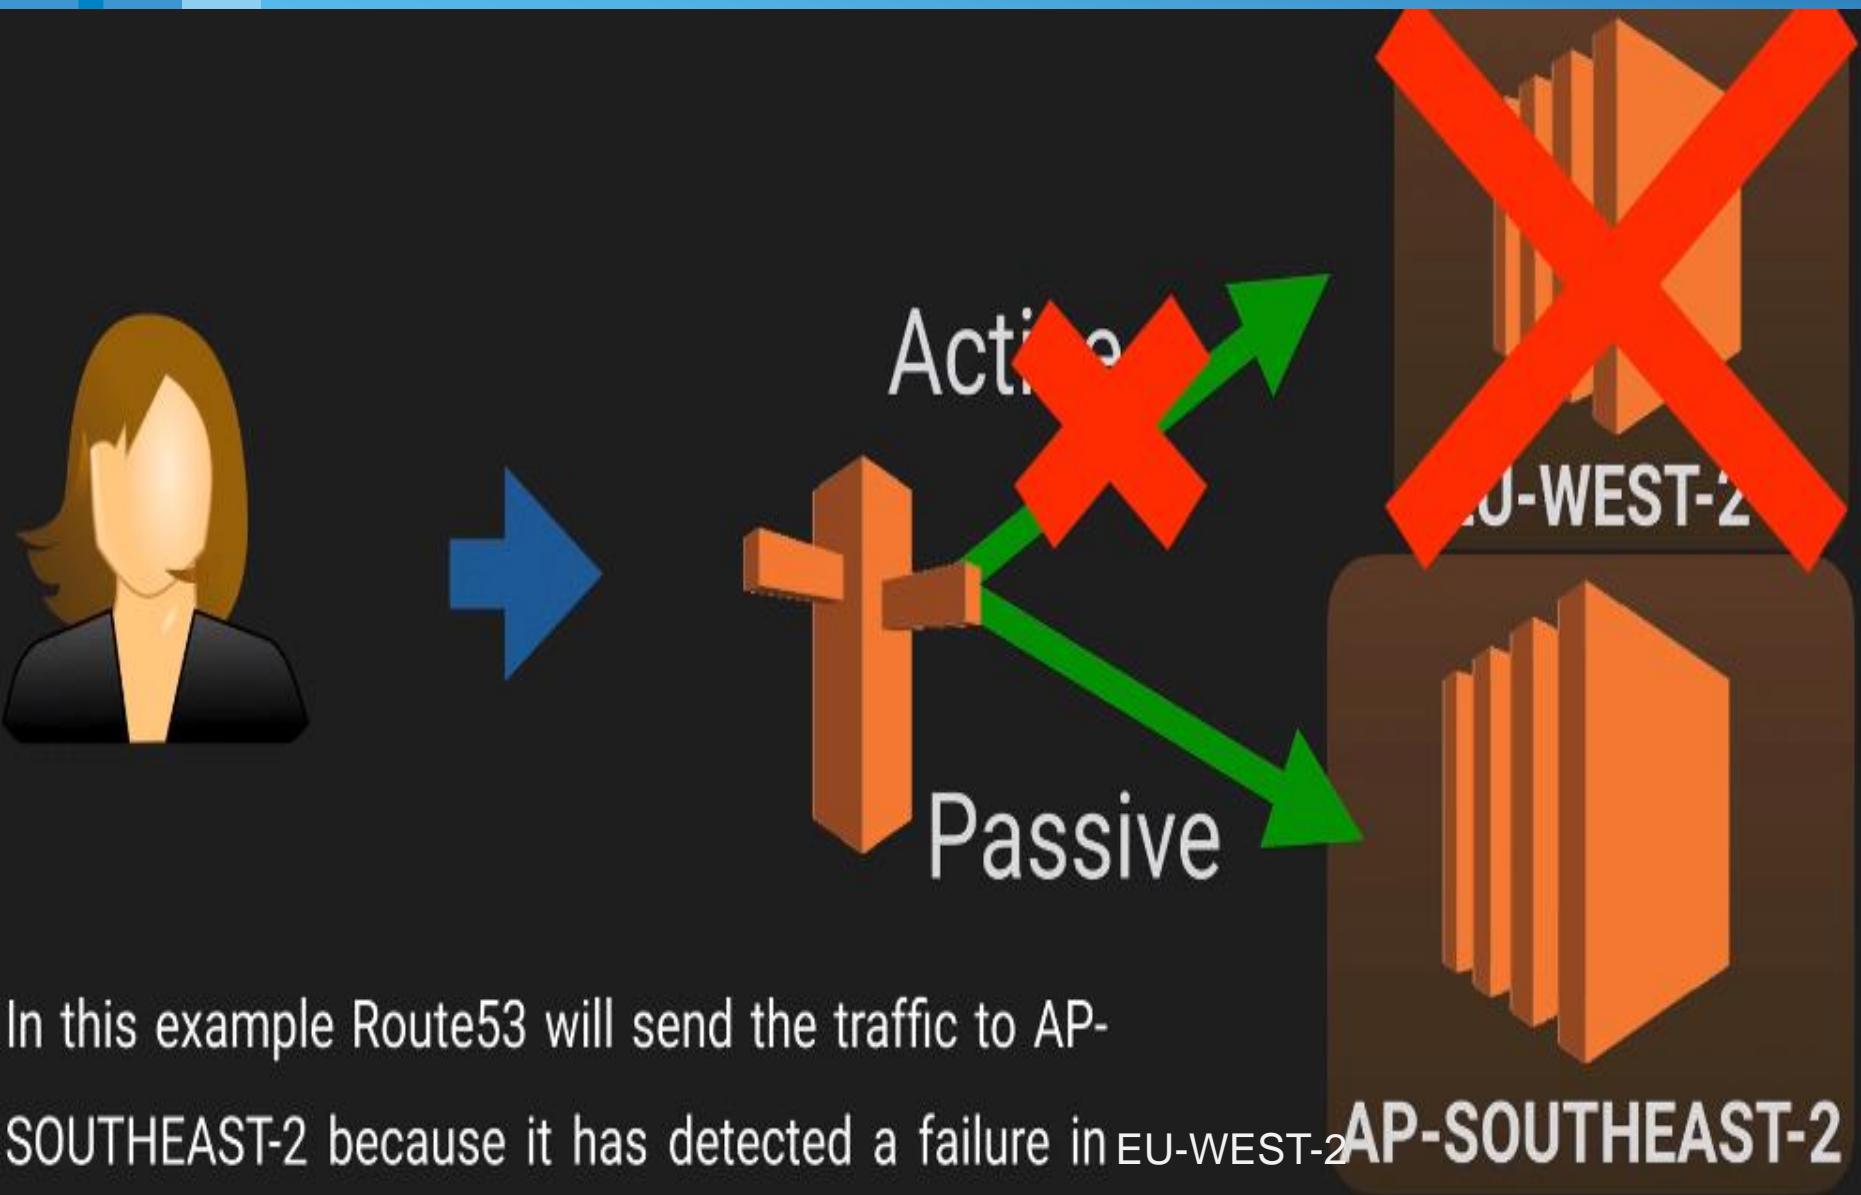 Active
EU-WEST-2
Passive
In this example Route53 will send the traffic to AP-
SOUTHEAST-2 because it has detected a failure in EU-WEST-2
AP-SOUTHEAST-2